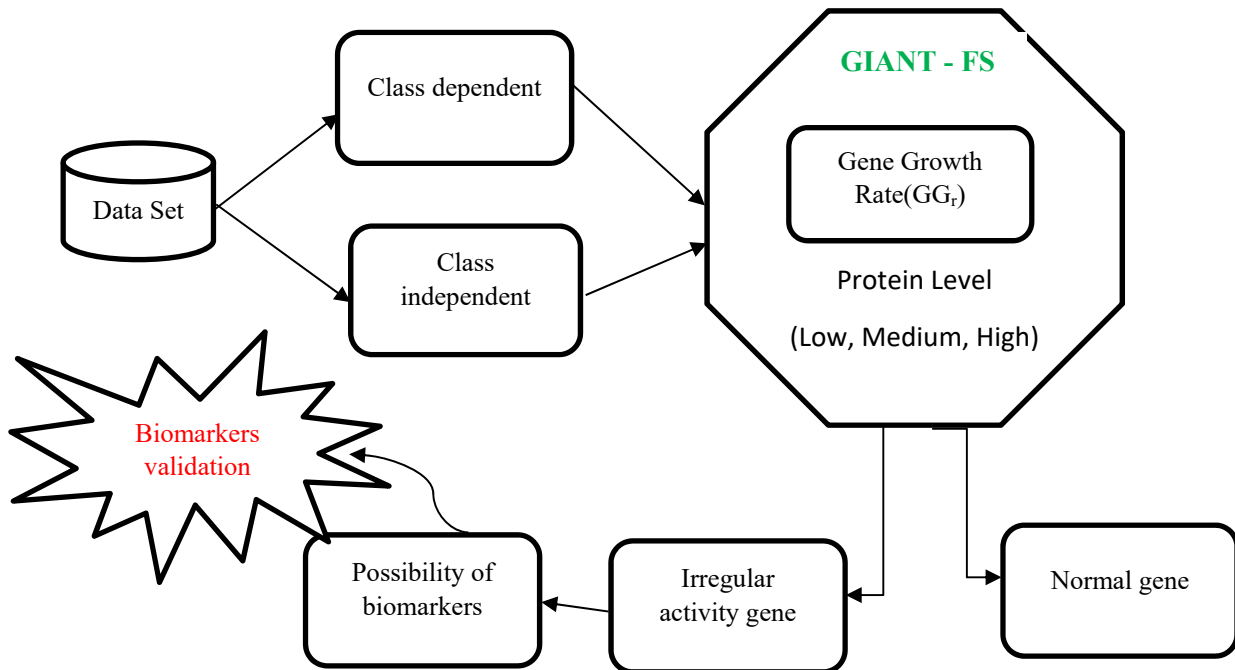 Class dependent
GIANT - FS
Data Set
Gene Growth
Rate(GGᵣ)
Class
independent
Protein Level
(Low, Medium, High)
Biomarkers
validation
Possibility of
biomarkers
Irregular
activity gene
Normal gene